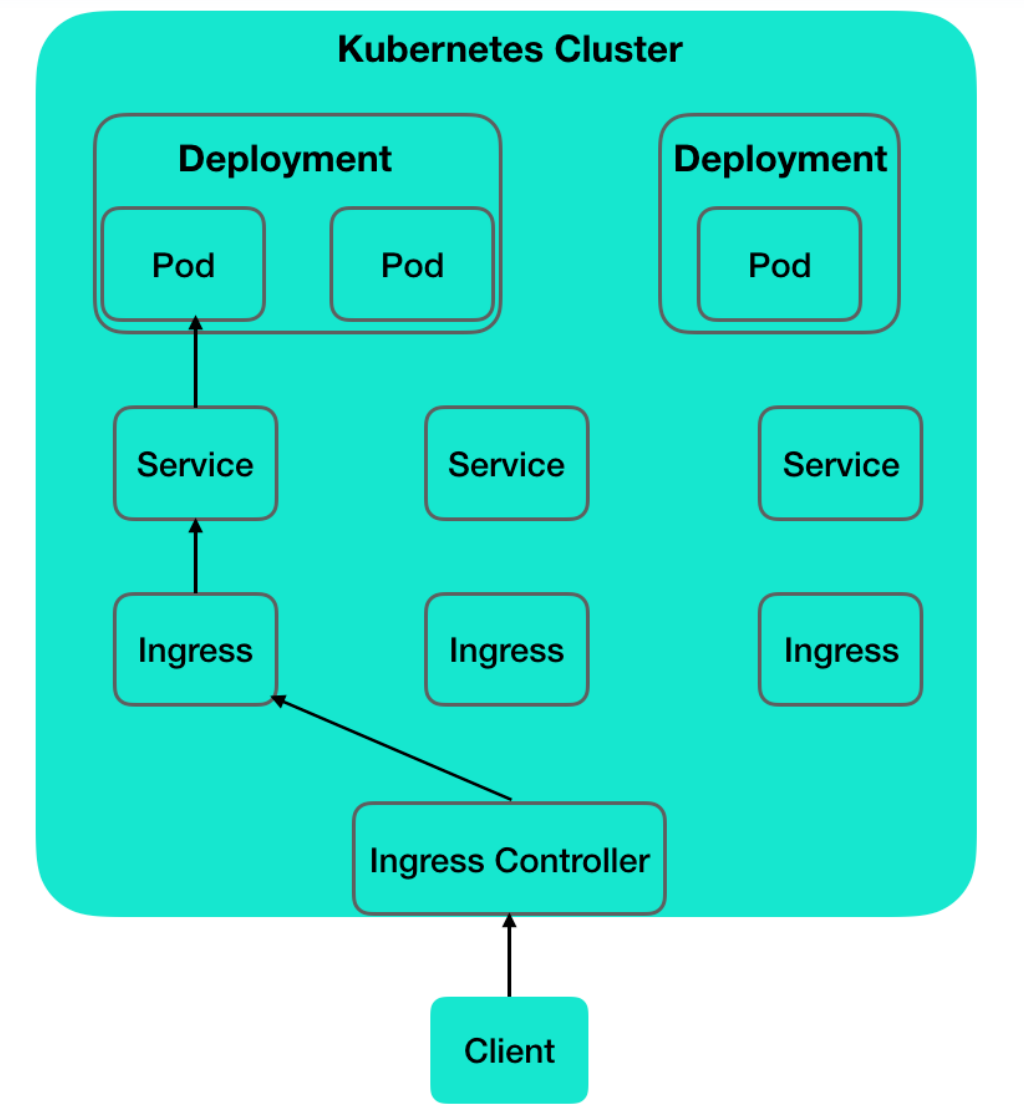 Kubernetes Cluster
Deployment
Deployment
Pod
Pod
Pod
Service
Service
Service
Ingress
Ingress
Ingress
Ingress Controller
Client